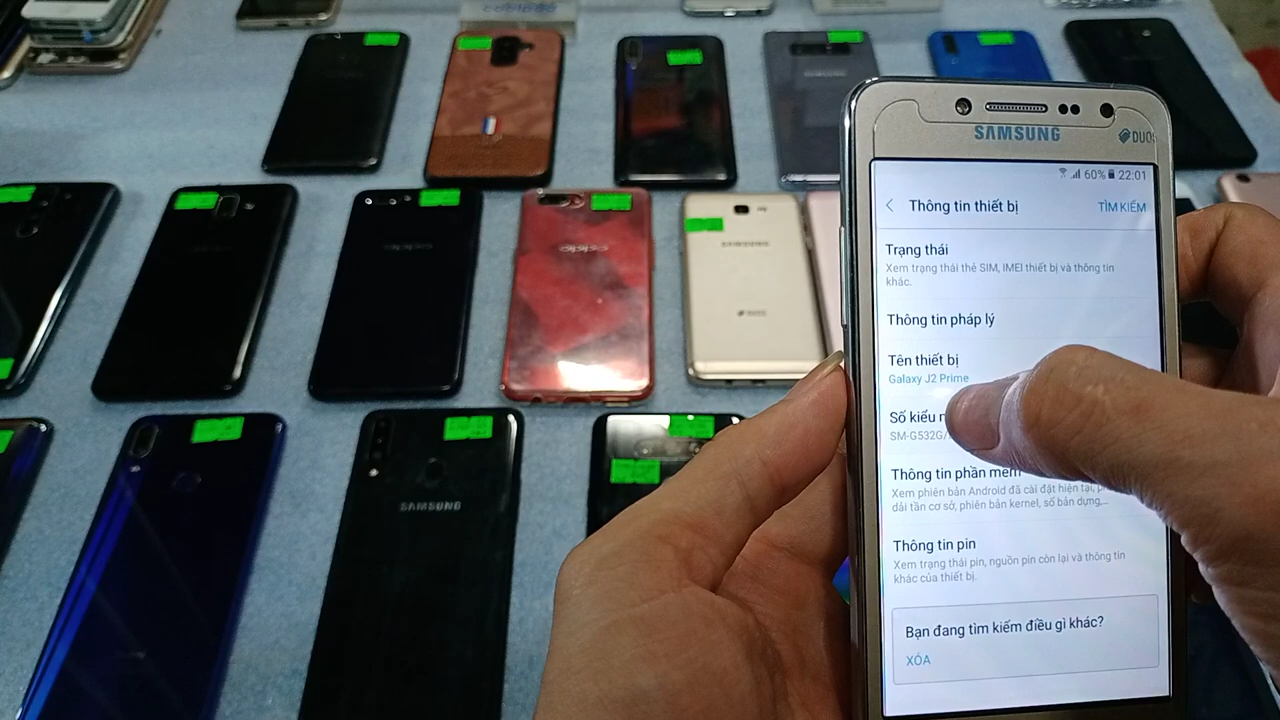 SAMSUNG
DUOS
60% 22:01
Thông tin thiết bị
TÌM KIẾM
Trạng thái
Xem trạng thái thẻ SIM, IMEI thiết bị và thông tin
khác.
Thông tin pháp lý
Tên thiết bị
Galaxy J2 Prime
Số kiểu
SM-G532G/
Thông tin phần mềm
Xem phiên bản Android đã cài đặt hiện tại,
dải tần cơ sở, phiên bản kernel, số bản dựng,...
Thông tin pin
Xem trạng thái pin, nguồn pin còn lại và thông tin
khác của thiết bị.
Bạn đang tìm kiếm điều gì khác?
XÓA
SAMSUNG
oppo
SAMSUNG
SAMSUNG